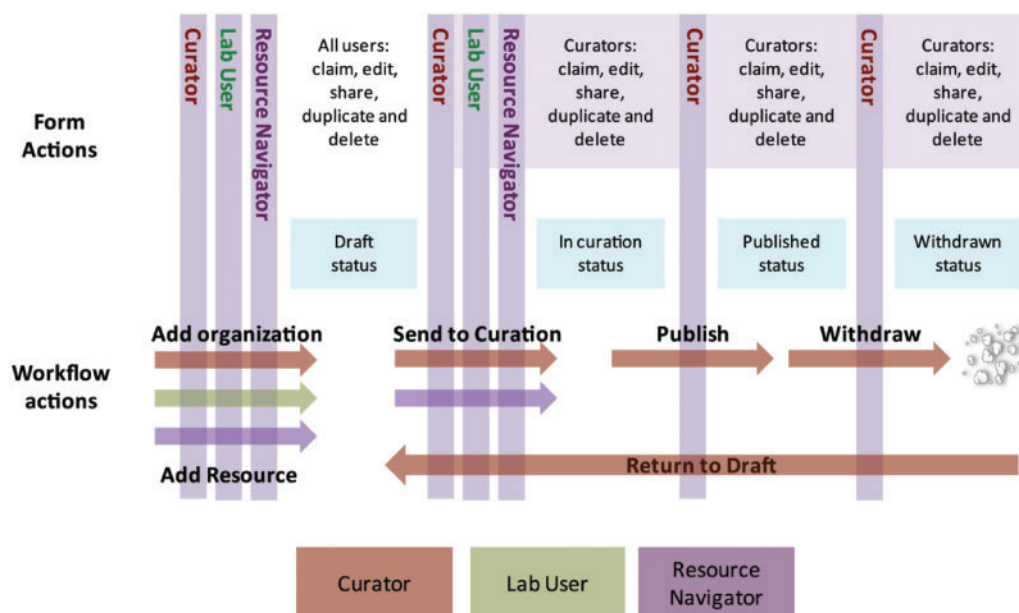 Form
Actions
Curator
Lab User
Resource Navigator
All users:
claim, edit,
share,
duplicate and
delete
Curator
Lab User
Resource Navigator
Curators:
claim, edit,
share,
duplicate and
delete
Curator
Curators:
claim, edit,
share,
duplicate and
delete
Curator
Curators:
claim, edit,
share,
duplicate and
delete
Draft
status
In curation
status
Published
status
Withdrawn
status
Workflow
actions
Add organization
Send to Curation
Publish
Withdraw
Add Resource
Return to Draft
Curator
Lab User
Resource
Navigator